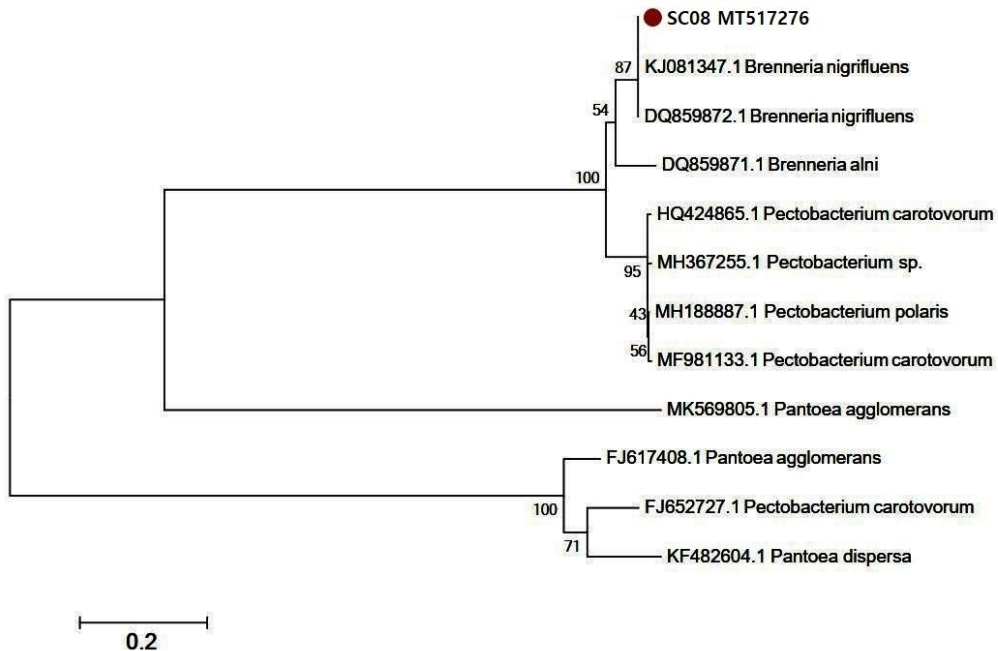 SC08 MT517276
87
KJ081347.1 Brenneria nigrifluens
54
DQ859872.1 Brenneria nigrifluens
DQ859871.1 Brenneria alni
100
HQ424865.1 Pectobacterium carotovorum
MH367255.1 Pectobacterium sp.
95
43
MH188887.1 Pectobacterium polaris
56
MF981133.1 Pectobacterium carotovorum
MK569805.1 Pantoea agglomerans
FJ617408.1 Pantoea agglomerans
100
FJ652727.1 Pectobacterium carotovorum
71
KF482604.1 Pantoea dispersa
0.2